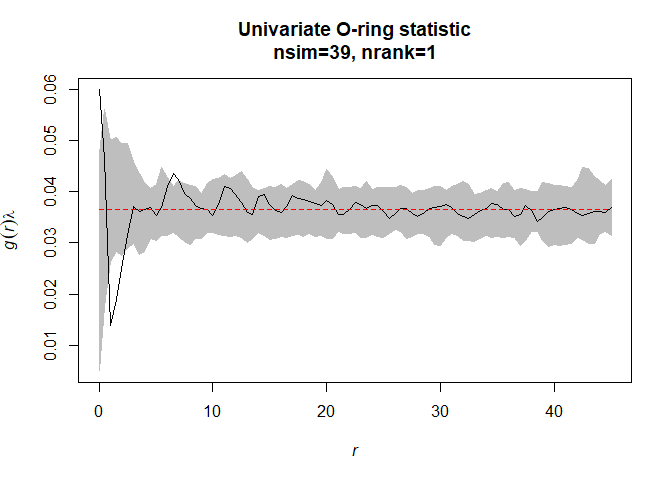 Univariate O-ring statistic
nsim=39, nrank=1
0.06
0.05
0.04
0.03
0.02
0.01
g(r)λ
0 10 20 30 40
r